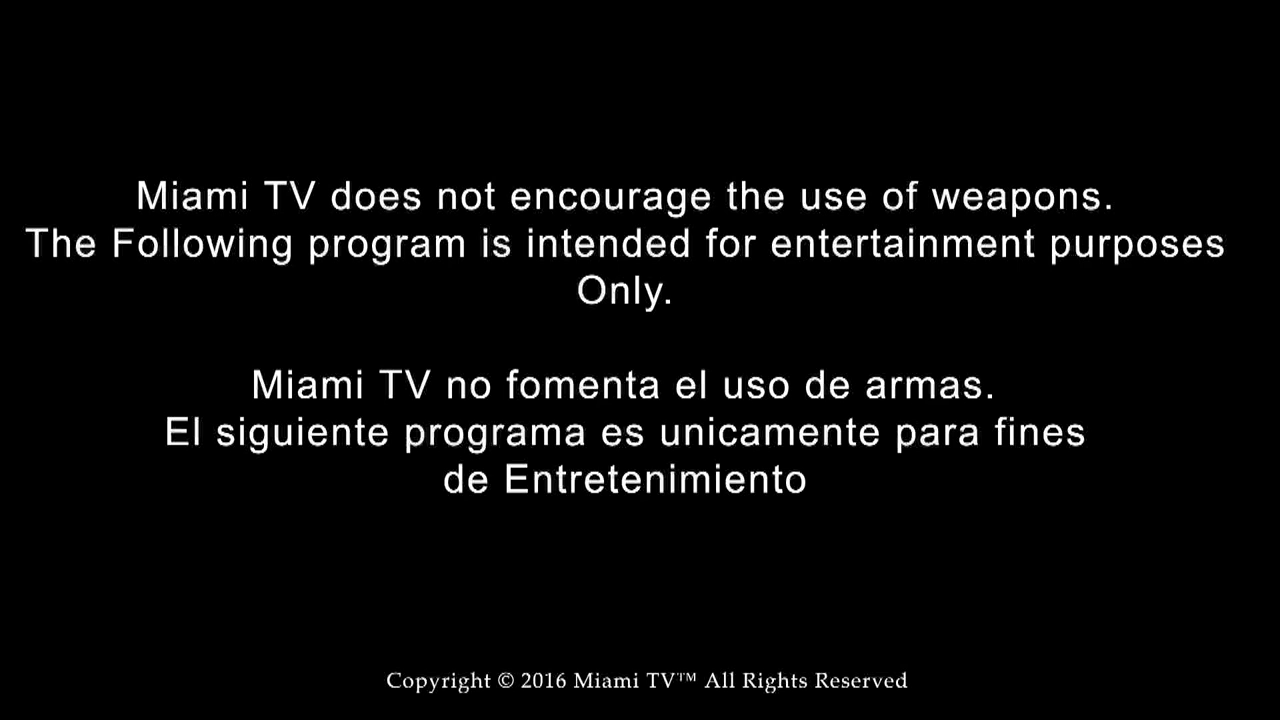 Miami TV does not encourage the use of weapons.
The Following program is intended for entertainment purposes
Only.
Miami TV no fomenta el uso de armas.
El siguiente programa es unicamente para fines
de Entretenimiento
Copyright © 2016 Miami TV™ All Rights Reserved